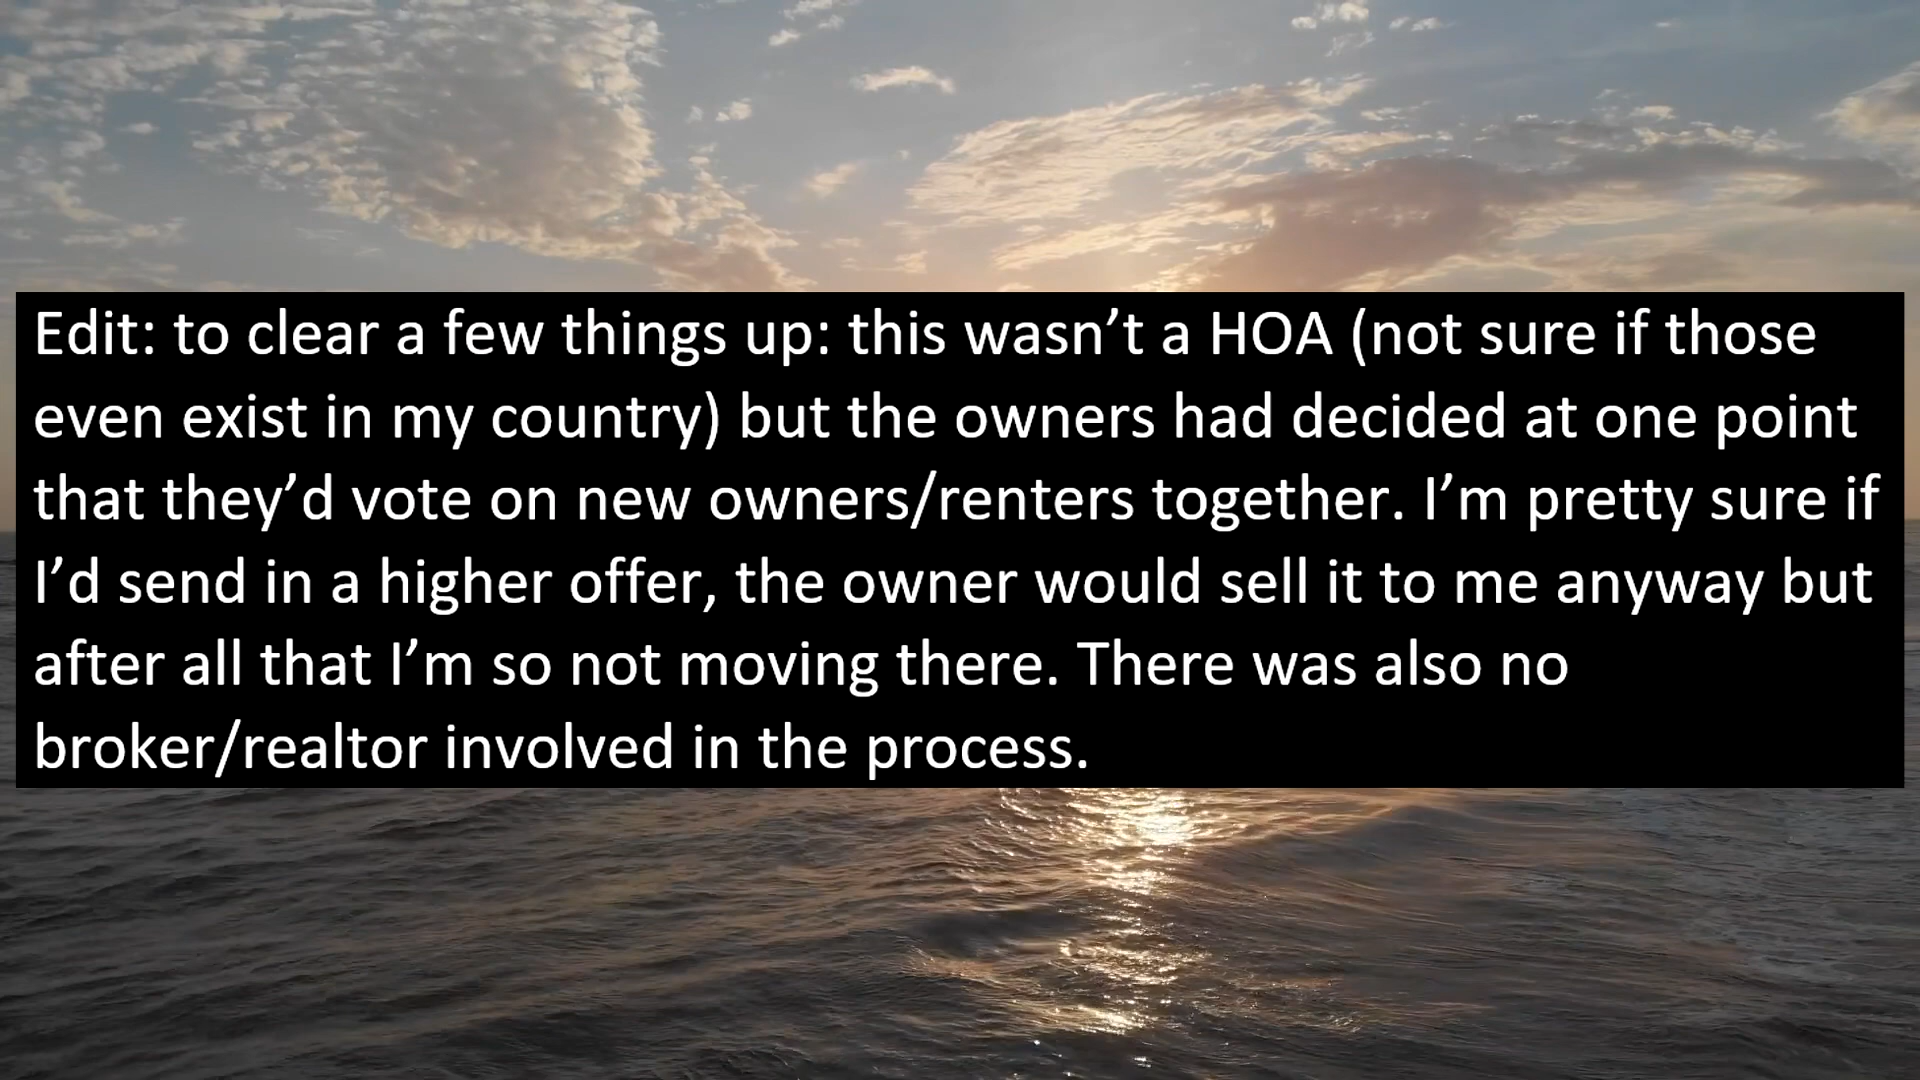 Edit: to clear a few things up: this wasn’t a HOA (not sure if those
even exist in my country) but the owners had decided at one point
that they’d vote on new owners/renters together. I’m pretty sure if
I’d send in a higher offer, the owner would sell it to me anyway but
after all that I’m so not moving there. There was also no
broker/realtor involved in the process.